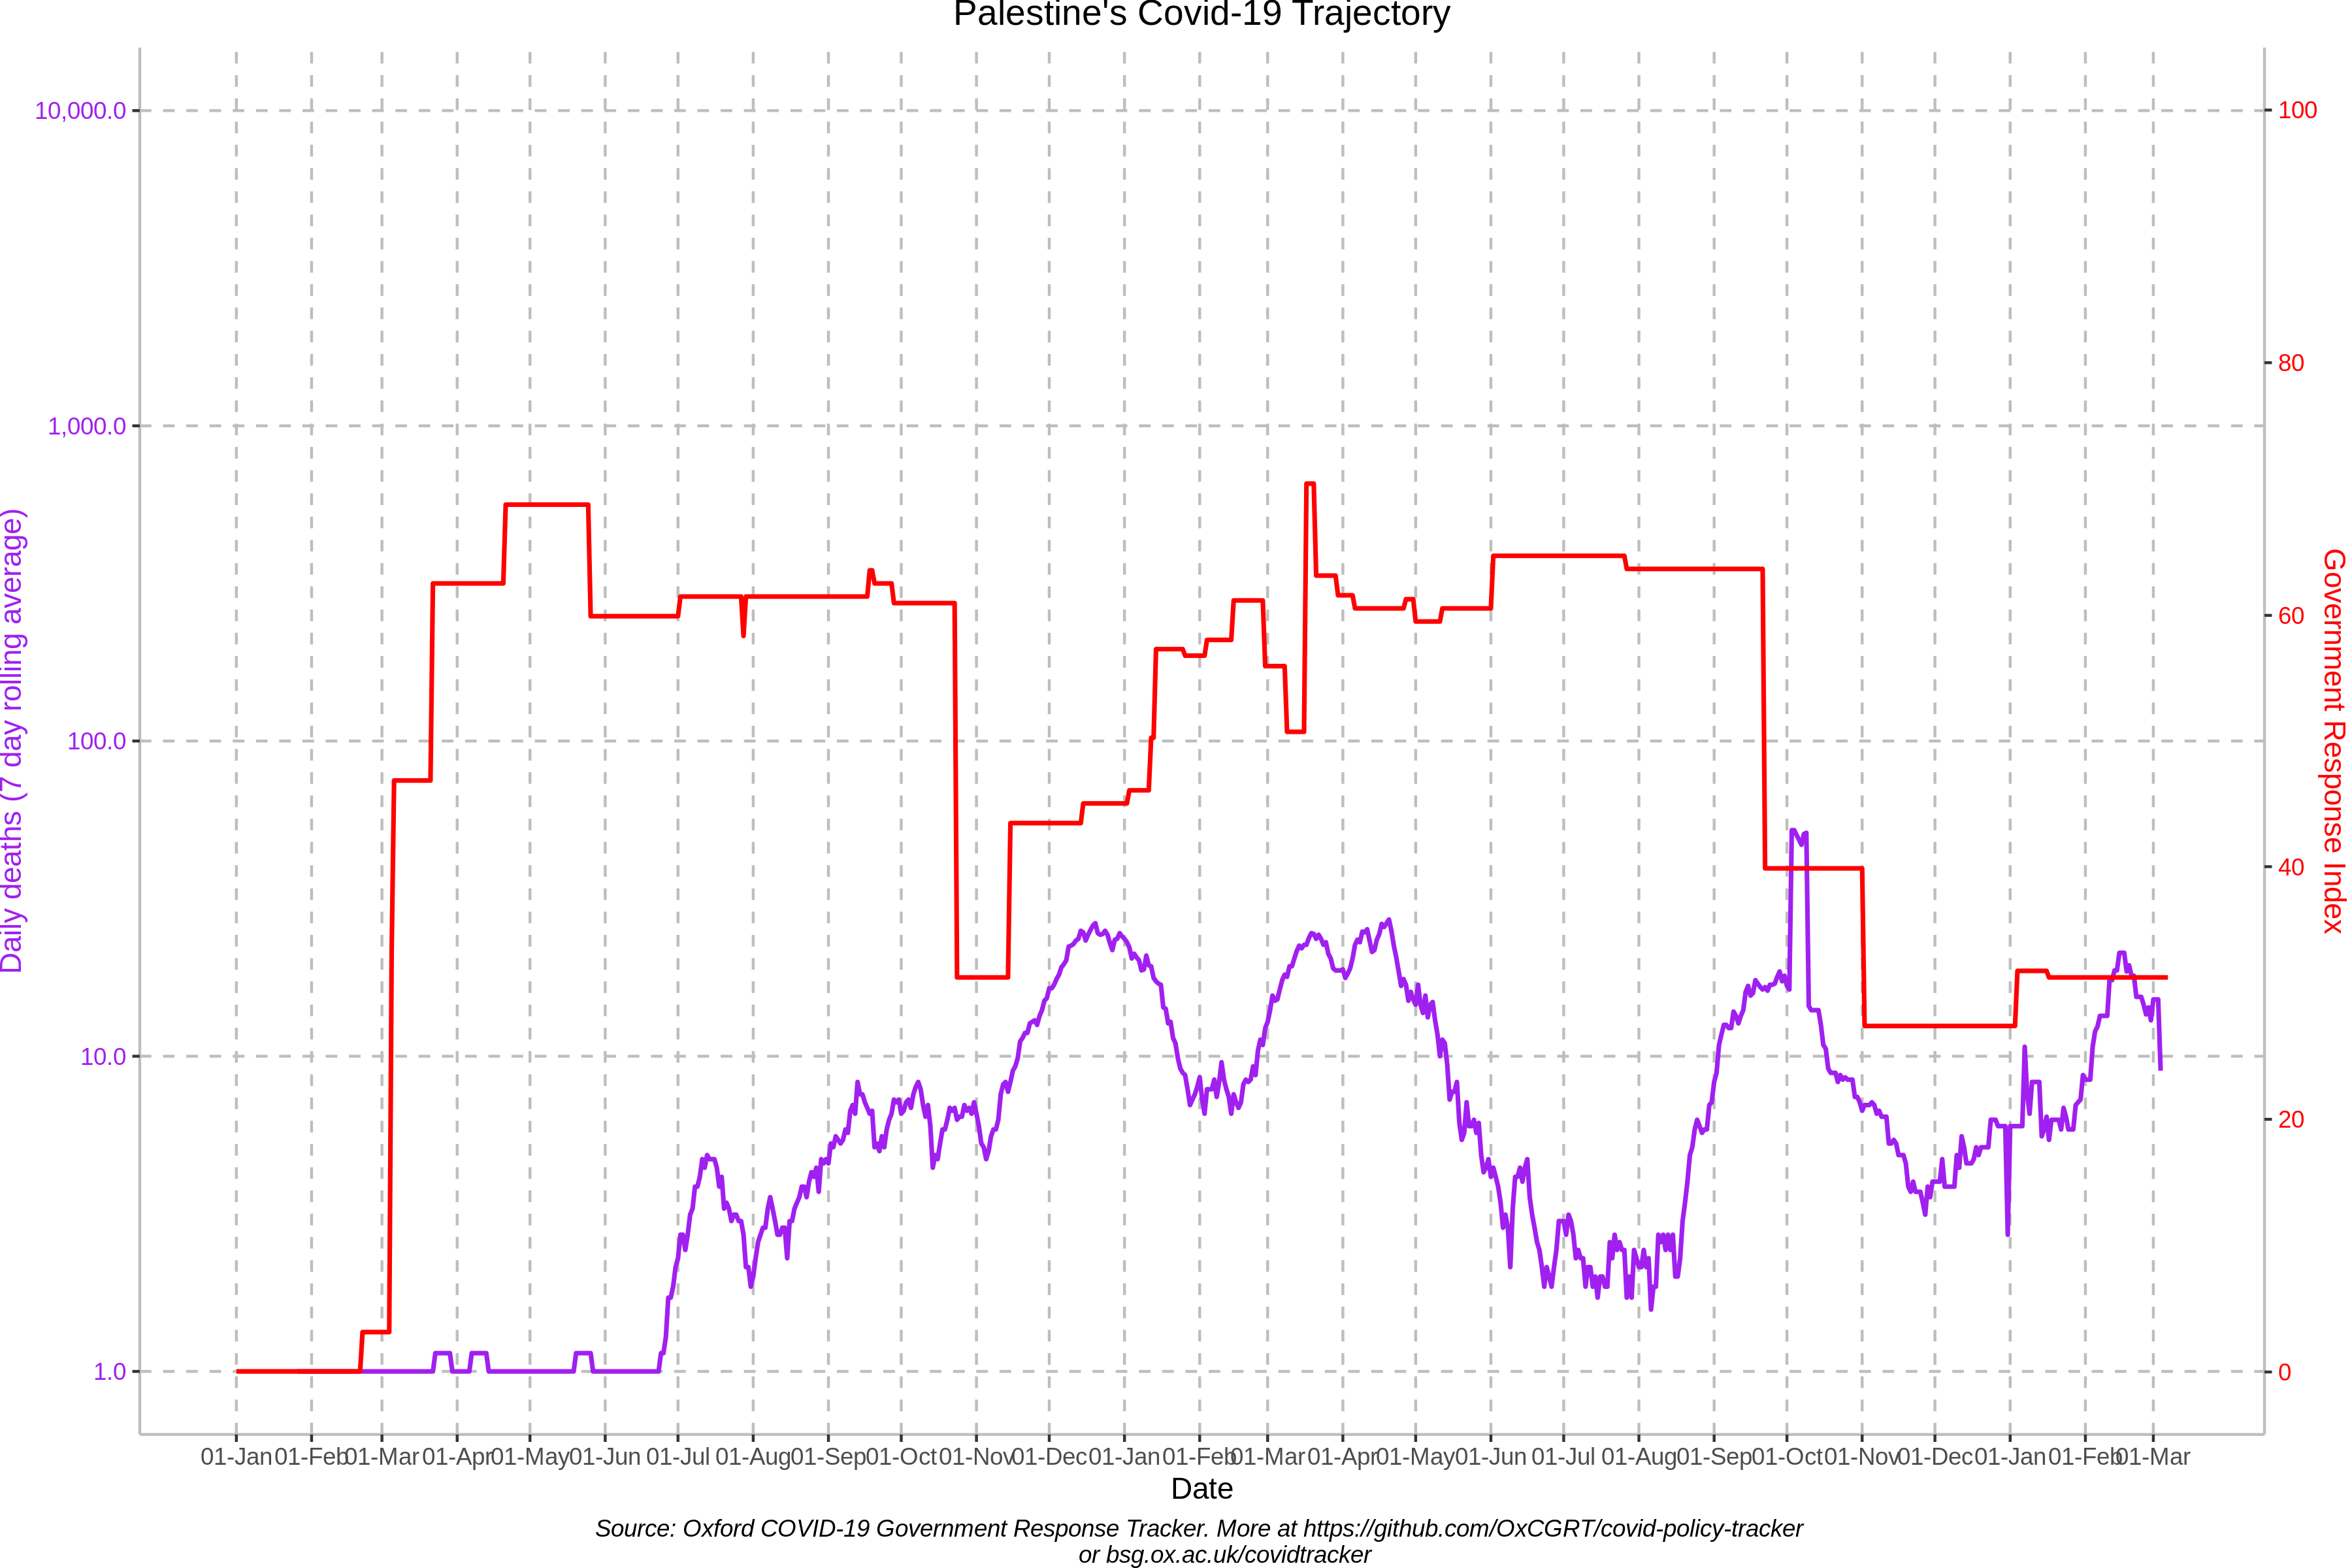 Palestine's Covid-19 Trajectory
Daily deaths (7 day rolling average)
10,000.0
1,000.0
100.0
10.0
1.0
100
80
60
40
20
0
Government Response Index
01-Jan 01-Feb 01-Mar 01-Apr 01-May 01-Jun 01-Jul 01-Aug 01-Sep 01-Oct 01-Nov 01-Dec 01-Jan 01-Feb 01-Mar 01-Apr 01-May 01-Jun 01-Jul 01-Aug 01-Sep 01-Oct 01-Nov 01-Dec 01-Jan 01-Feb 01-Mar
Date
Source: Oxford COVID-19 Government Response Tracker. More at https://github.com/OxCGRT/covid-policy-tracker
or bsg.ox.ac.uk/covidtracker